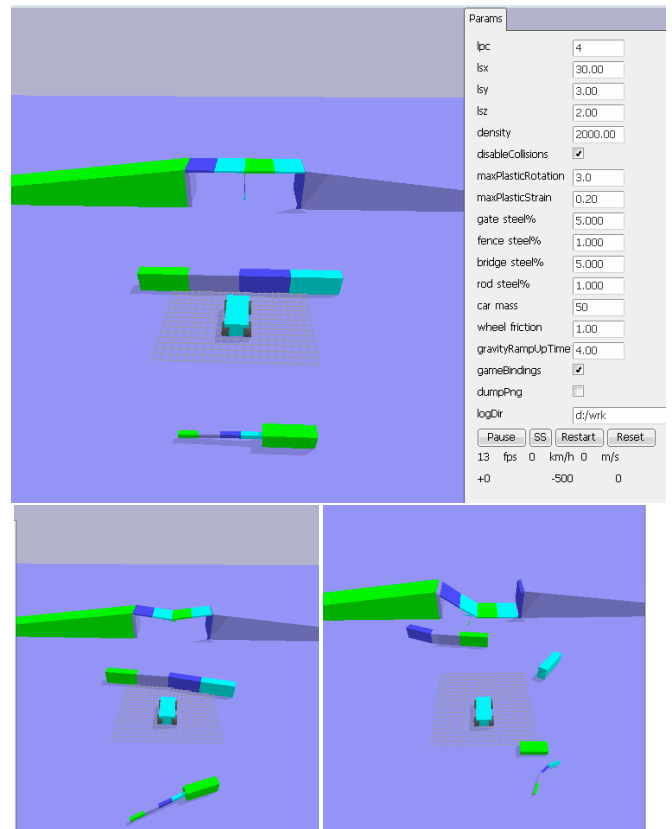 Params
lpc 4
lsx 30.00
lsy 3.00
lsz 2.00
density 2000.00
disableCollisions
maxPlasticRotation 3.0
maxPlasticStrain 0.20
gate steel% 5.000
fence steel% 1.000
bridge steel% 5.000
rod steel% 1.000
car mass 50
wheel friction 1.00
gravityRampUpTime 4.00
gameBindings
dumpPng
logDir d:/wrk
Pause SS Restart Reset
13 fps 0 km/h 0 m/s
+0 -500 0